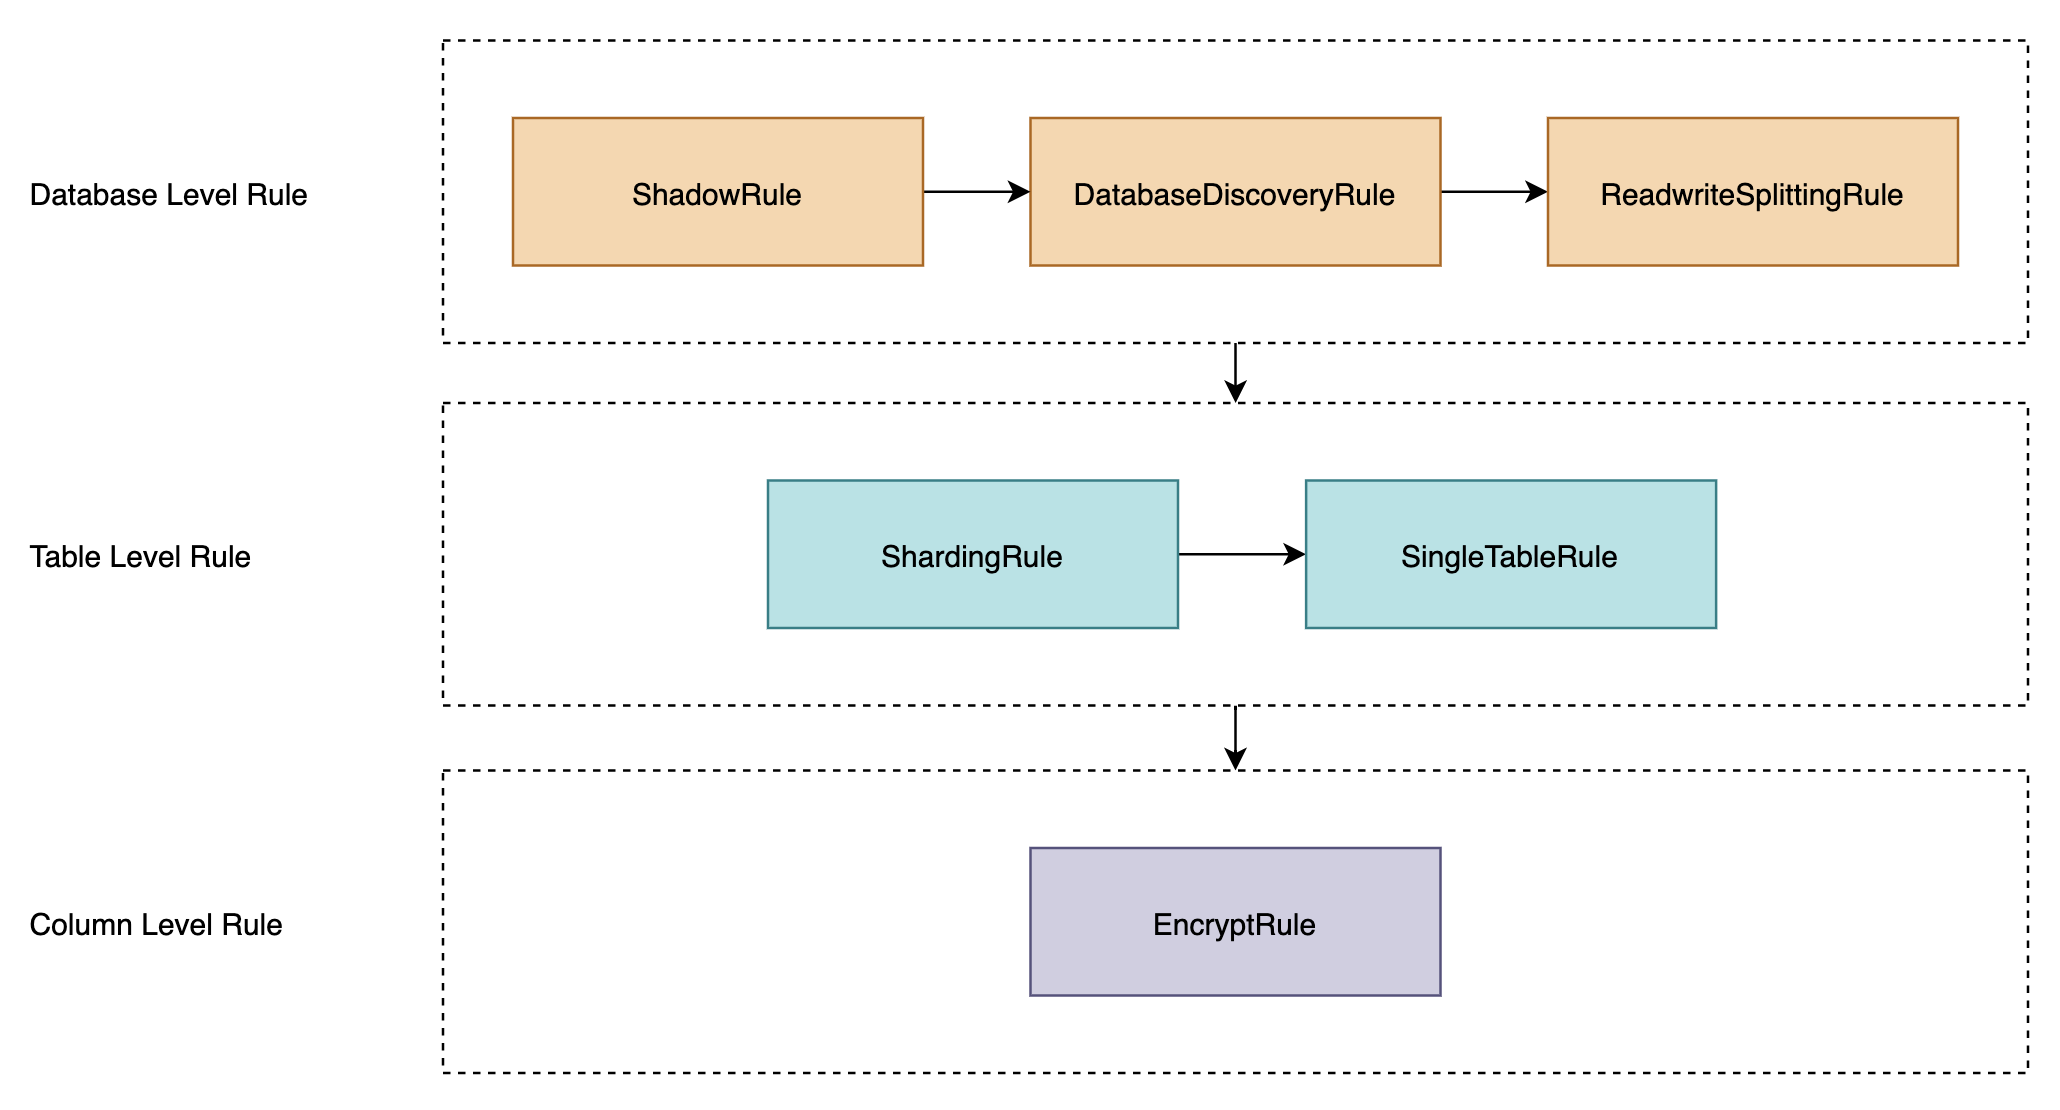 Database Level Rule
ShadowRule
DatabaseDiscoveryRule
ReadwriteSplittingRule
Table Level Rule
ShardingRule
SingleTableRule
Column Level Rule
EncryptRule